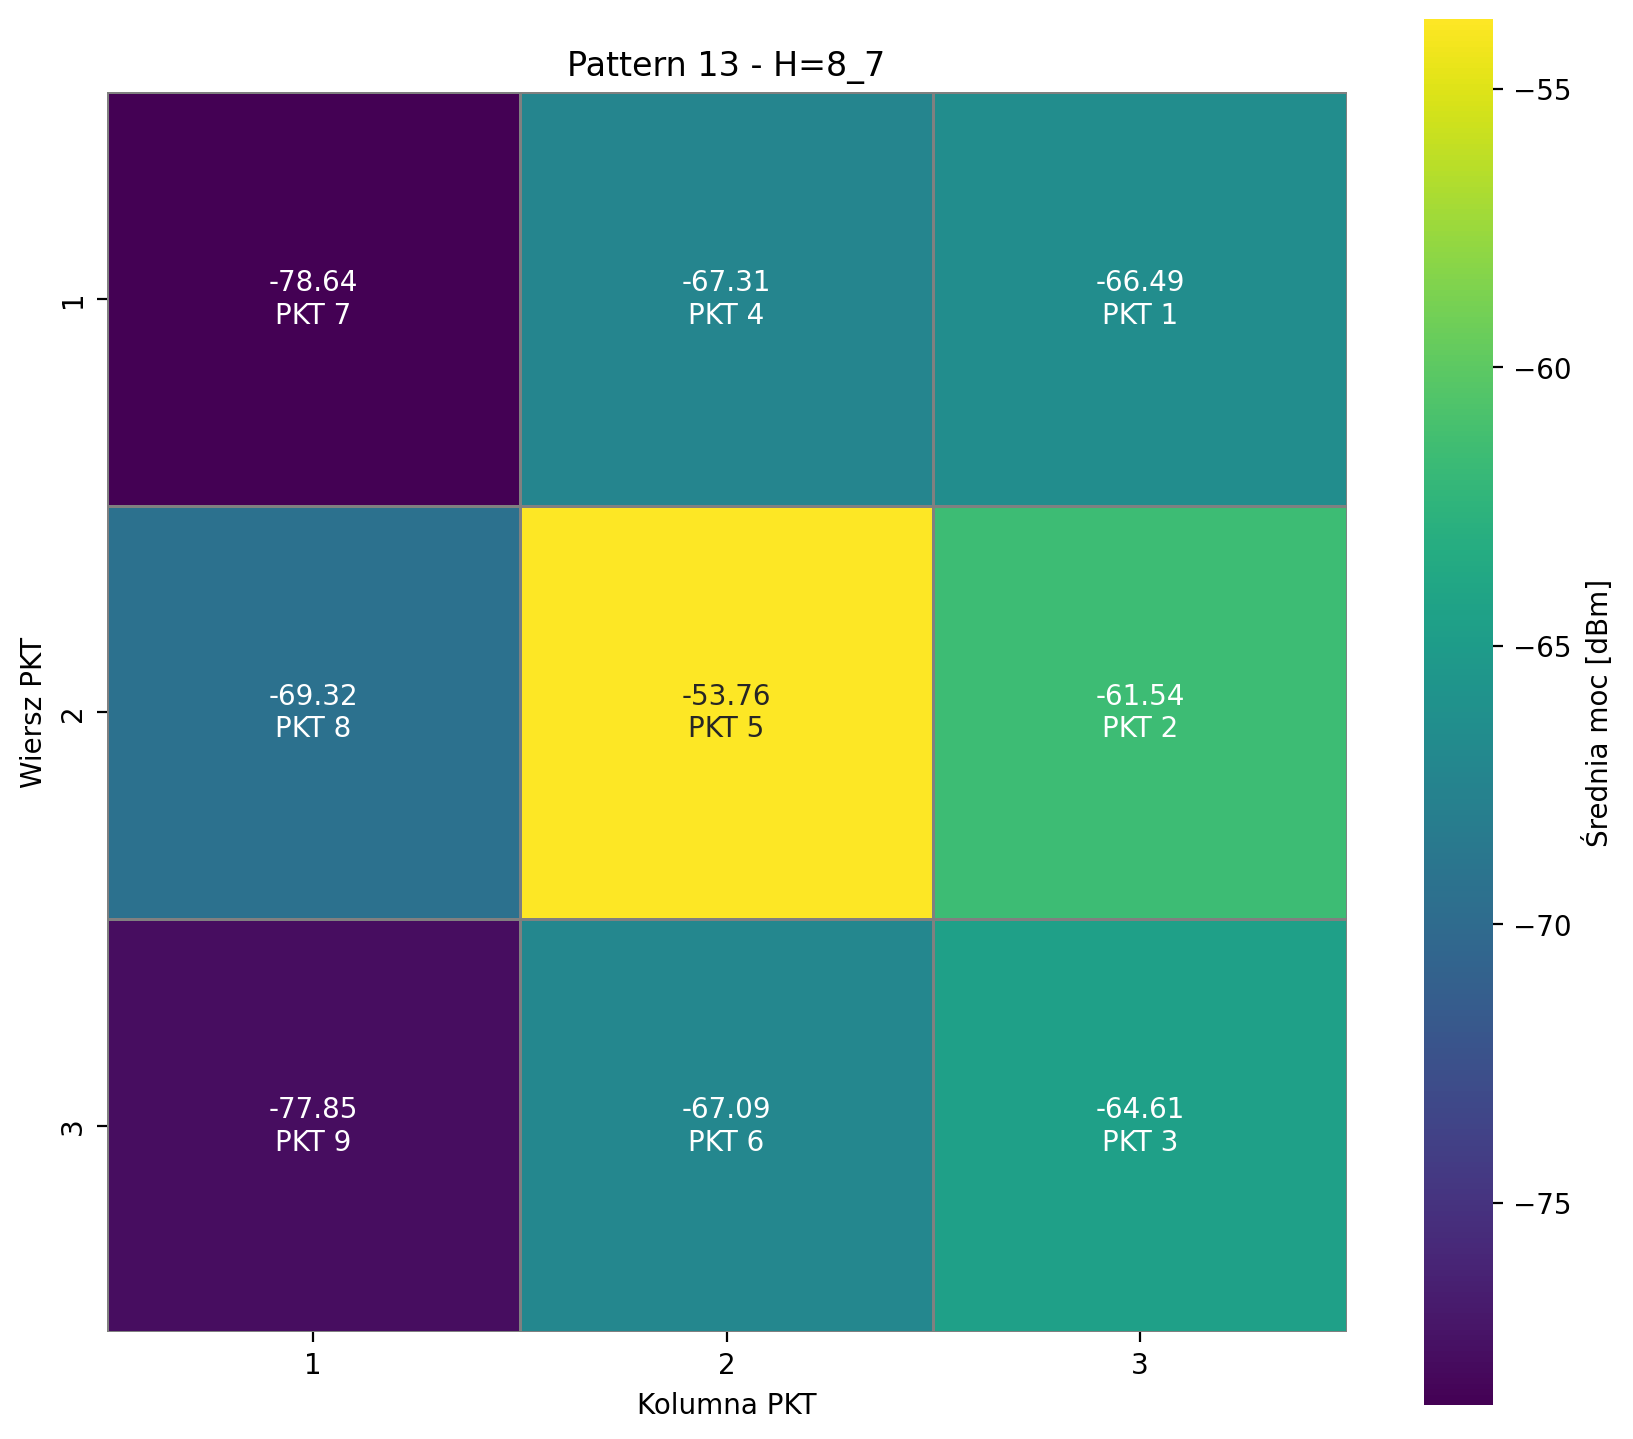 Pattern 13 - H=8_7
-78.64
PKT 7
-67.31
PKT 4
-66.49
PKT 1
-69.32
PKT 8
-53.76
PKT 5
-61.54
PKT 2
-77.85
PKT 9
-67.09
PKT 6
-64.61
PKT 3
1
2
3
Wiersz PKT
1
2
3
Kolumna PKT
−55
−60
−65
−70
−75
Średnia moc [dBm]